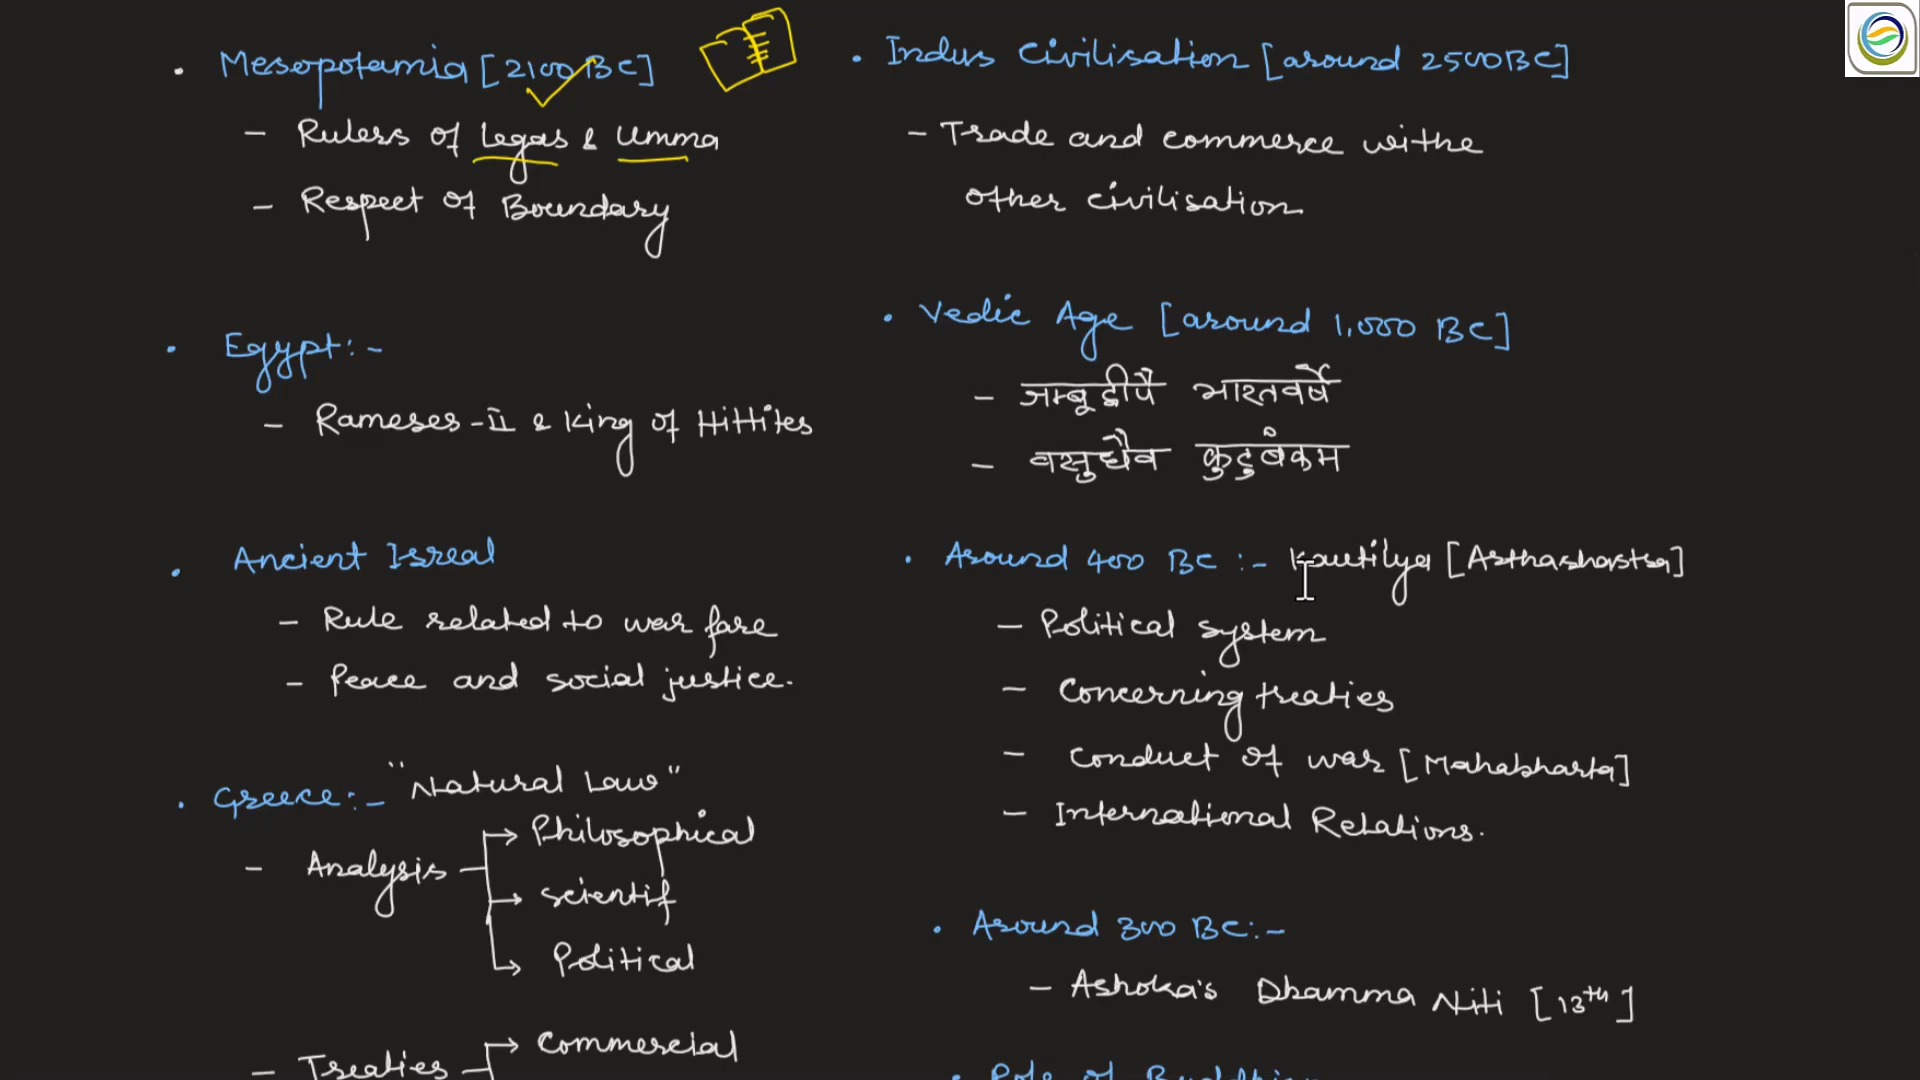 • Mesopotamia [2100 BC]
- Rulers of Legas & Umma
- Respect of Boundary
• Egypt:-
- Rameses-II & King of Hittites
• Ancient Isreal
- Rule related to war fare
- Peace and social justice.
• Greece:- "Natural Law"
- Analysis → Philosophical
→ scientif
→ Political
- Treaties → Commercial
• Indus Civilisation [around 2500BC]
- Trade and commerce withe
other civilisation.
• Vedic Age [around 1,000 BC]
- जम्बूद्वीपे भारतवर्षे
- वसुधैव कुटुबंकम
• Around 400 BC :- Kautilya [Arthashastra]
- Political system
- Concerning treaties
- Conduct of war [Mahabharta]
- International Relations.
• Around 300 BC:-
- Ashoka's Dhamma Niti [13th]
• Role of